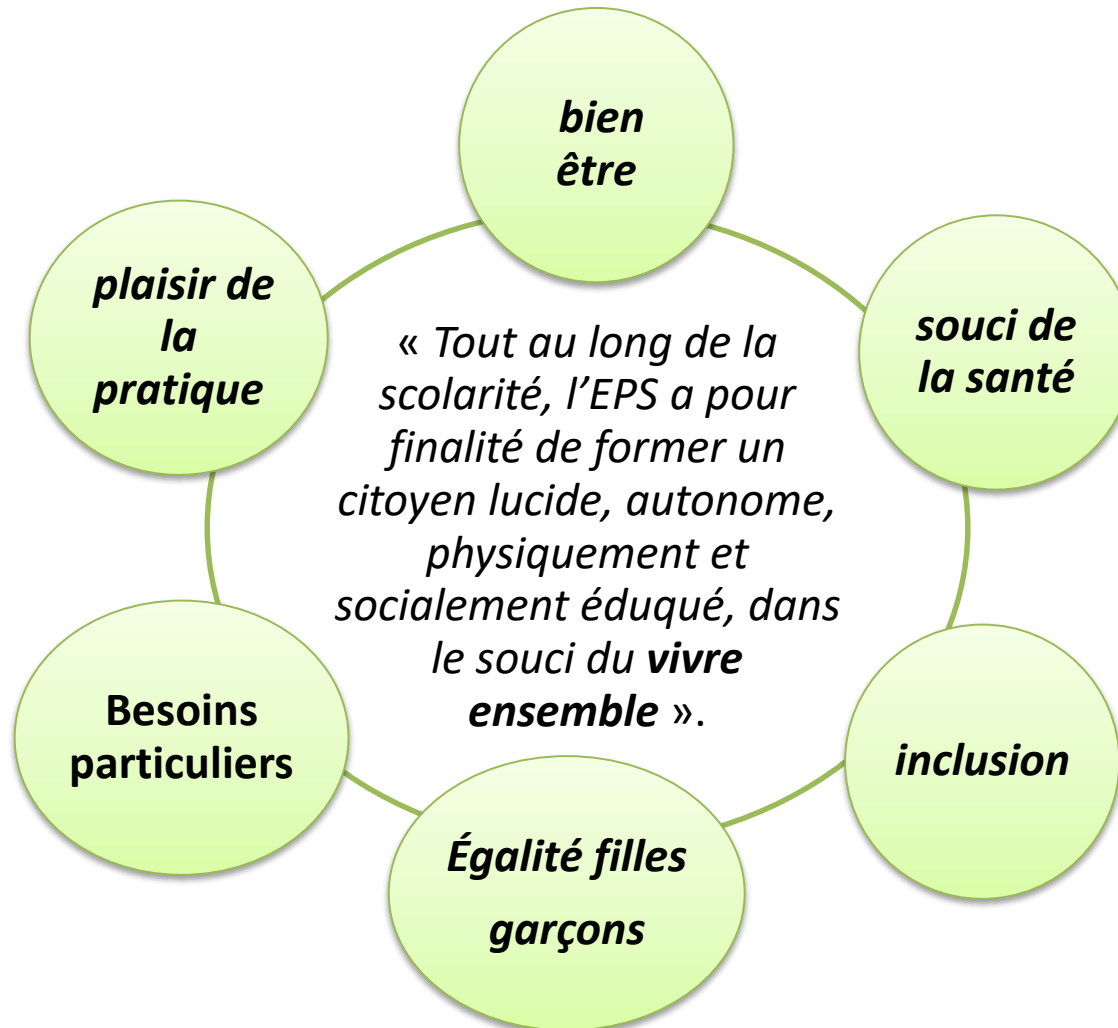 bien
être
plaisir de
la
pratique
souci de
la santé
« Tout au long de la
scolarité, l’EPS a pour
finalité de former un
citoyen lucide, autonome,
physiquement et
socialement éduqué, dans
le souci du vivre
ensemble ».
Besoins
particuliers
inclusion
Égalité filles
garçons